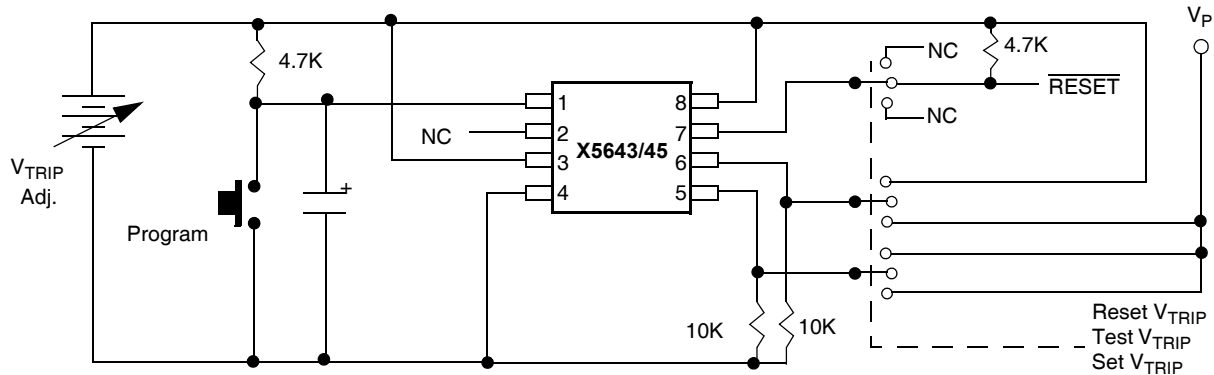 V_P
4.7K
NC
4.7K
RESET
NC
NC
1
2
3
4
X5643/45
8
7
6
5
V_TRIP
Adj.
+
Program
10K
10K
Reset V_TRIP
Test V_TRIP
Set V_TRIP